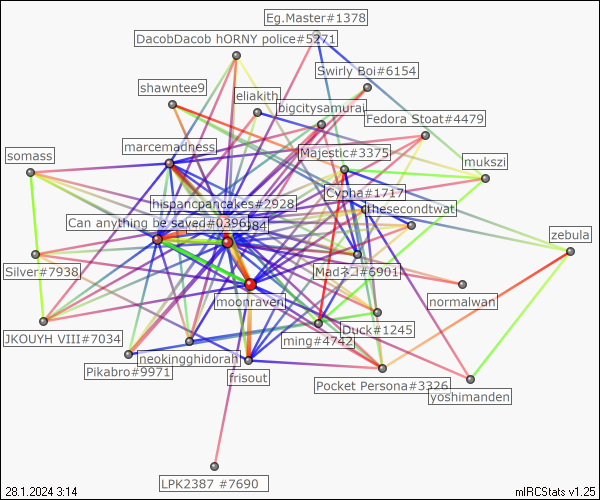 Eg.Master#1378
DacobDacob hORNY police#5271
Swirly Boi#6154
shawntee9
eliakith
bigcitysamurai
Fedora Stoat#4479
marcemadness
Majestic#3375
somass
mukszi
Cypha#1717
hispancpancakes#2928
thesecondtwat
Can anything be saved#0396
984
zebula
Silver#7938
Madネコ#6901
moonraven
normalwan
JKOUYH VIII#7034
Duck#1245
ming#4742
neokingghidorah
Pikabro#9971
frisout
Pocket Persona#3326
yoshimanden
LPK2387 #7690
28.1.2024 3:14
mIRCStats v1.25